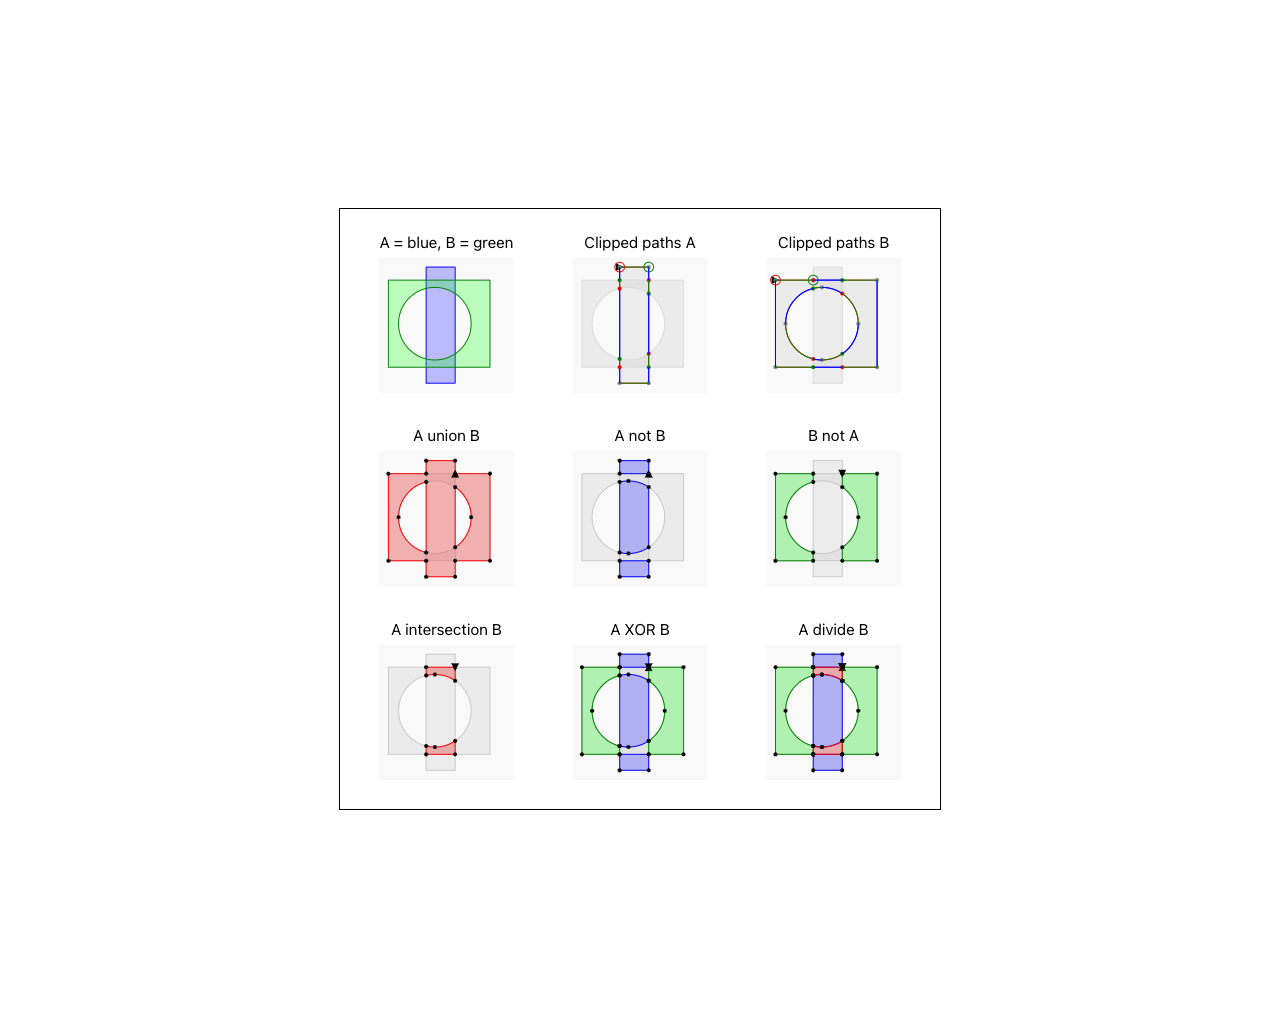 A = blue, B = green
Clipped paths A
Clipped paths B
A union B
A not B
B not A
A intersection B
A XOR B
A divide B